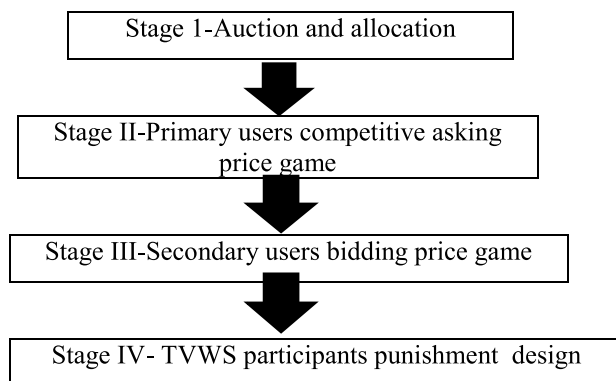 Stage 1-Auction and allocation
Stage II-Primary users competitive asking
price game
Stage III-Secondary users bidding price game
Stage IV- TVWS participants punishment design